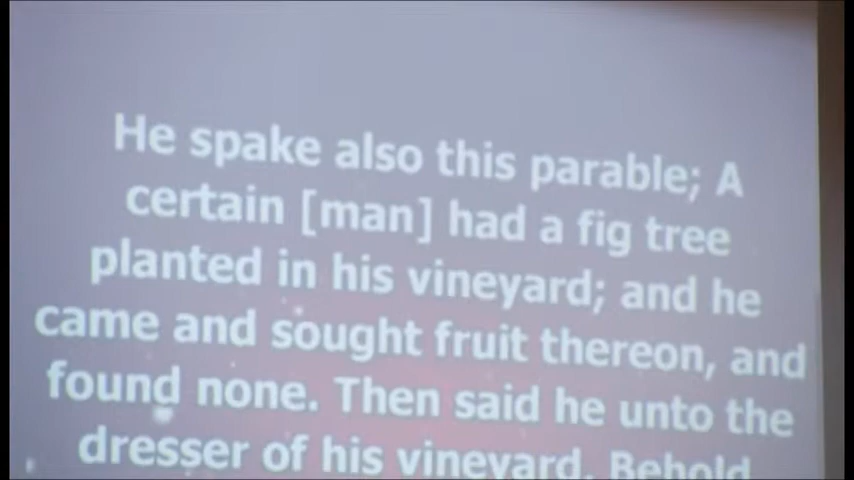 He spake also this parable; A
certain [man] had a fig tree
planted in his vineyard; and he
came and sought fruit thereon, and
found none. Then said he unto the
dresser of his vineyard, Behold